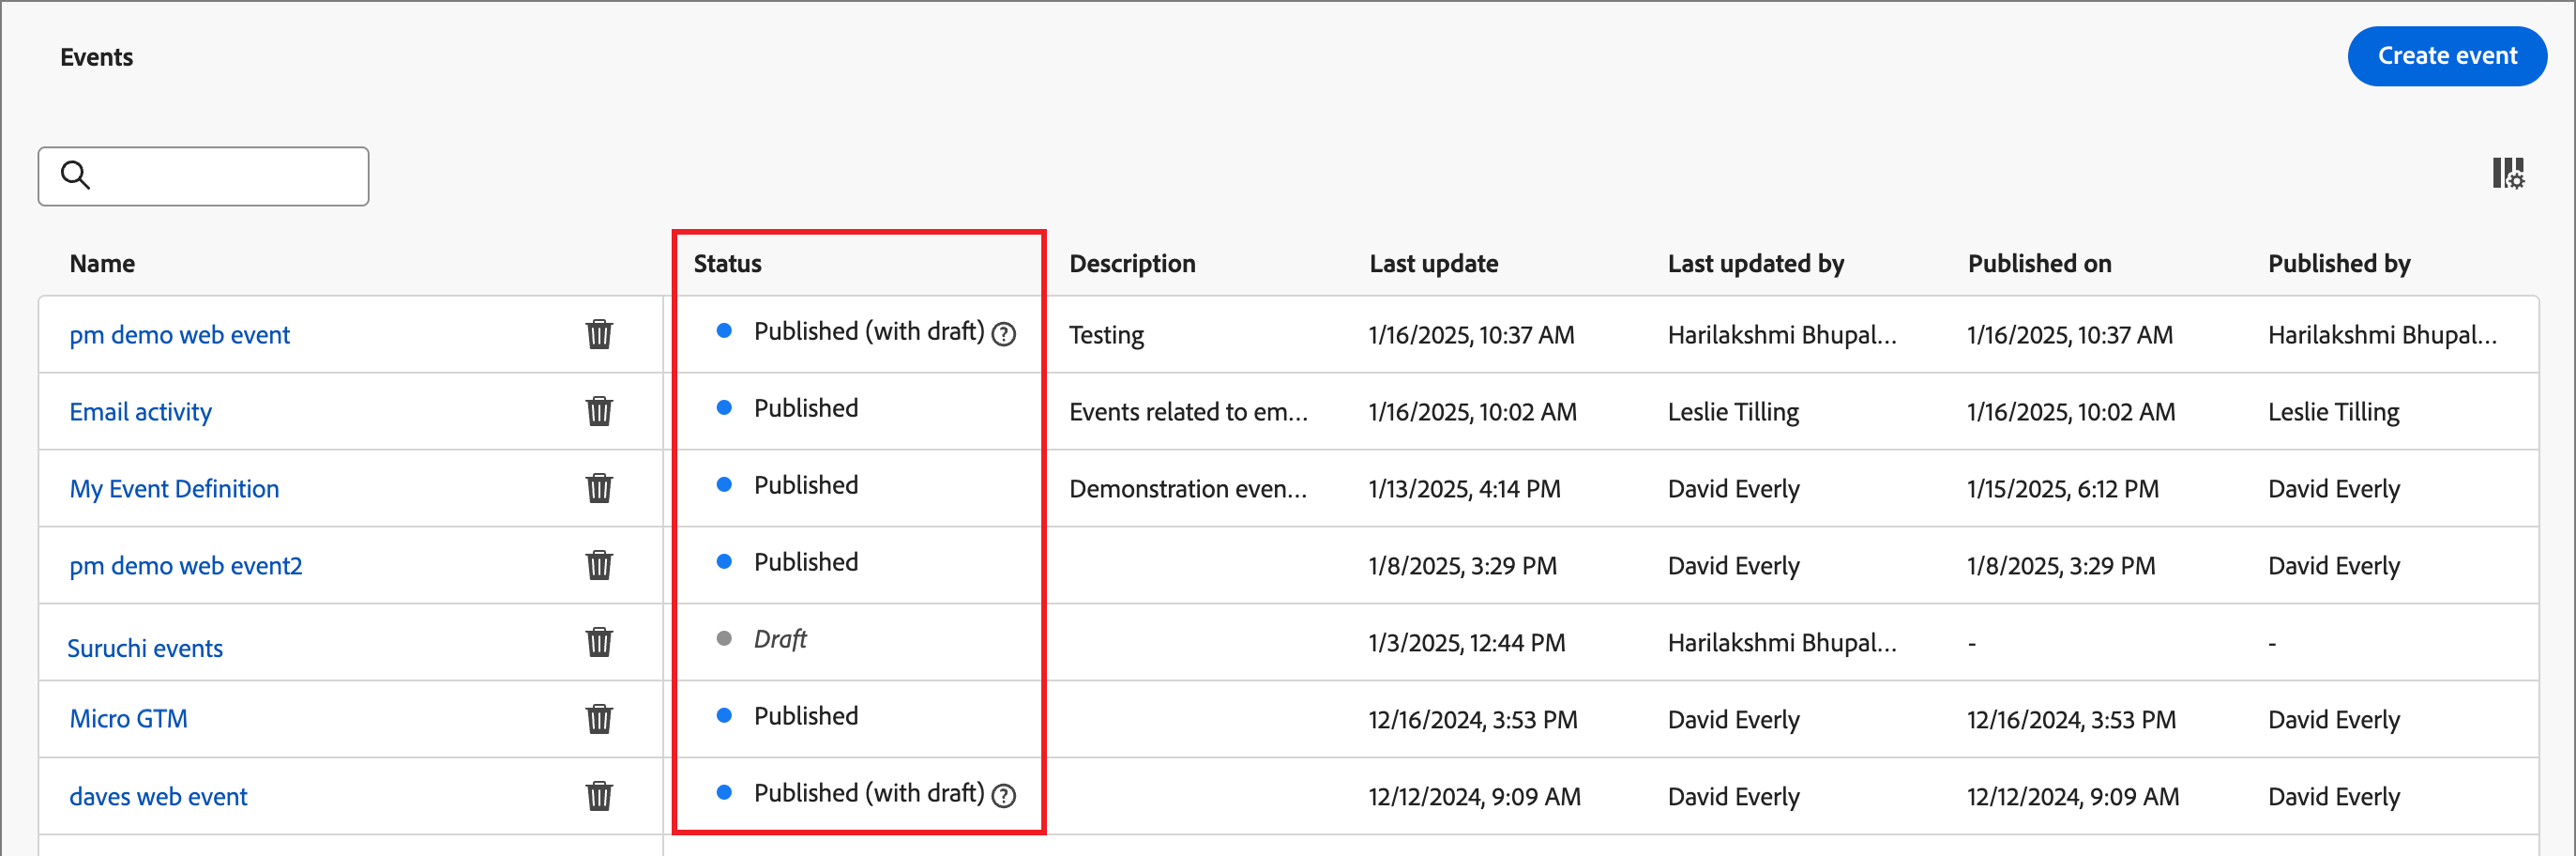 Events
Create event
Name Status Description Last update Last updated by Published on Published by
pm demo web event Published (with draft) Testing 1/16/2025, 10:37 AM Harilakshmi Bhupal... 1/16/2025, 10:37 AM Harilakshmi Bhupal...
Email activity Published Events related to em... 1/16/2025, 10:02 AM Leslie Tilling 1/16/2025, 10:02 AM Leslie Tilling
My Event Definition Published Demonstration even... 1/13/2025, 4:14 PM David Everly 1/15/2025, 6:12 PM David Everly
pm demo web event2 Published 1/8/2025, 3:29 PM David Everly 1/8/2025, 3:29 PM David Everly
Suruchi events Draft 1/3/2025, 12:44 PM Harilakshmi Bhupal... - -
Micro GTM Published 12/16/2024, 3:53 PM David Everly 12/16/2024, 3:53 PM David Everly
daves web event Published (with draft) 12/12/2024, 9:09 AM David Everly 12/12/2024, 9:09 AM David Everly